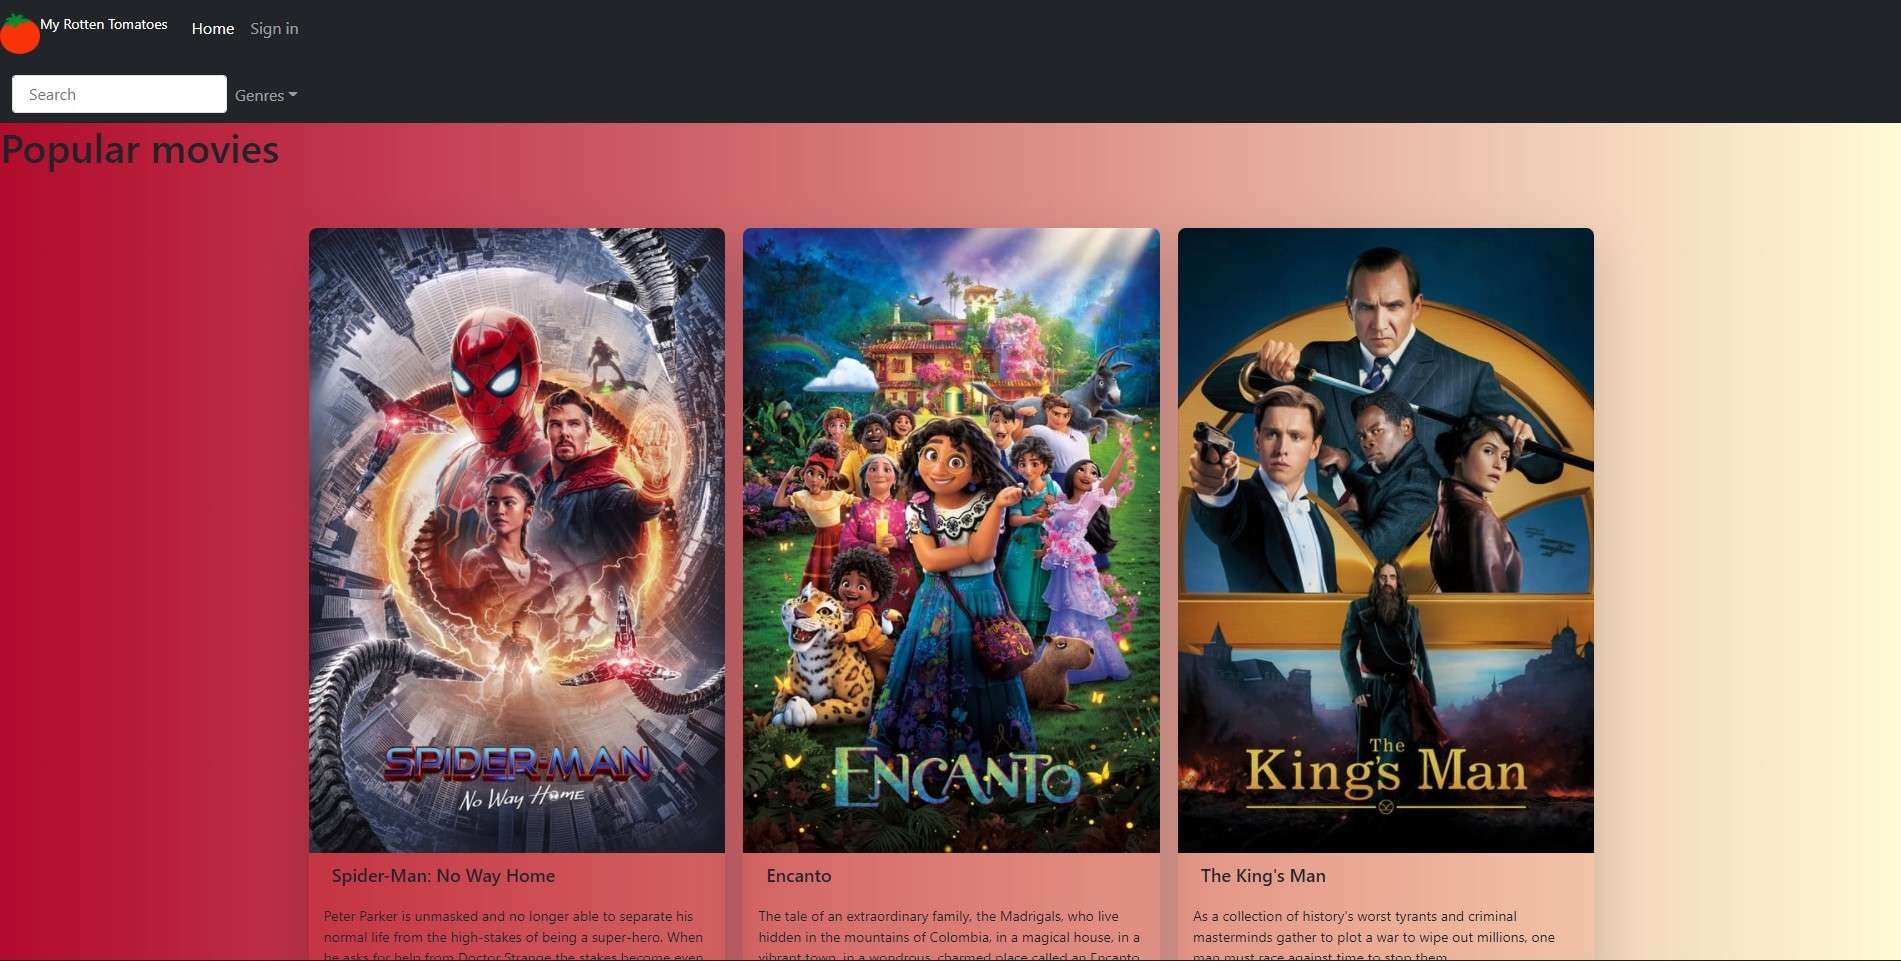 My Rotten Tomatoes
Home
Sign in
Search
Genres
Popular movies
SPIDER-MAN
No Way Home
ENCANTO
The
King's Man
Spider-Man: No Way Home
Peter Parker is unmasked and no longer able to separate his
normal life from the high-stakes of being a super-hero. When
he asks for help from Doctor Strange the stakes become even
Encanto
The tale of an extraordinary family, the Madrigals, who live
hidden in the mountains of Colombia, in a magical house, in a
vibrant town, in a wondrous, charmed place called an Encanto
The King's Man
As a collection of history's worst tyrants and criminal
masterminds gather to plot a war to wipe out millions, one
man must race against time to stop them